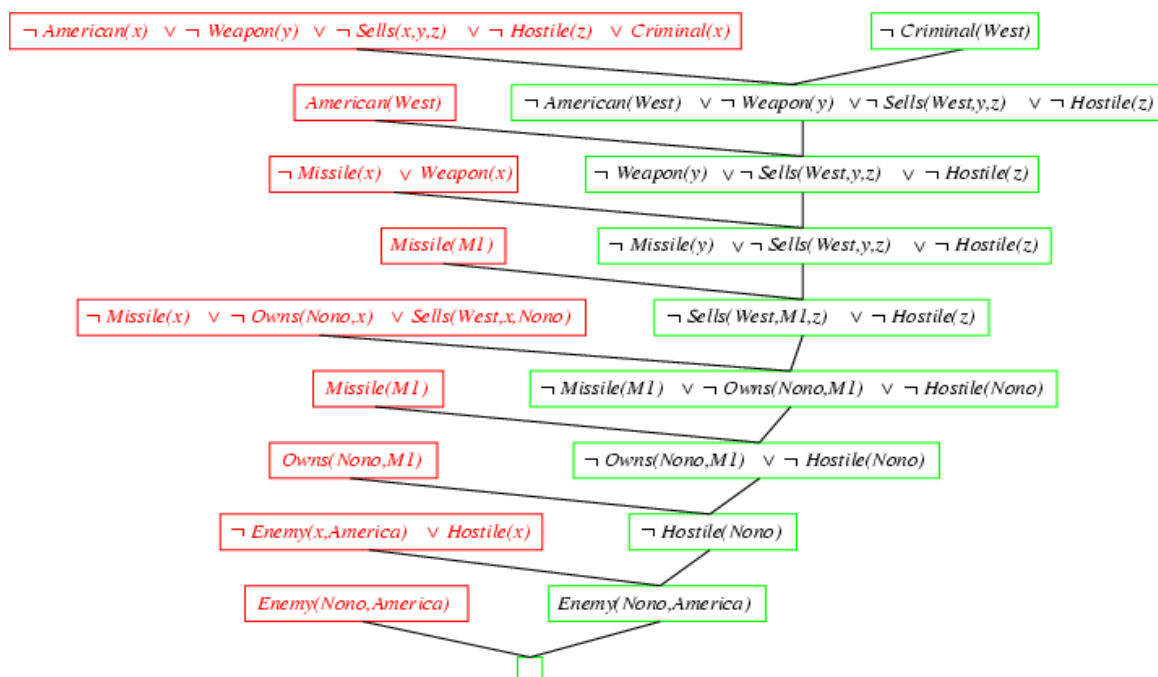 ¬ American(x) ∨ ¬ Weapon(y) ∨ ¬ Sells(x,y,z) ∨ ¬ Hostile(z) ∨ Criminal(x)
¬ Criminal(West)
American(West)
¬ American(West) ∨ ¬ Weapon(y) ∨ ¬ Sells(West,y,z) ∨ ¬ Hostile(z)
¬ Missile(x) ∨ Weapon(x)
¬ Weapon(y) ∨ ¬ Sells(West,y,z) ∨ ¬ Hostile(z)
Missile(M1)
¬ Missile(y) ∨ ¬ Sells(West,y,z) ∨ ¬ Hostile(z)
¬ Missile(x) ∨ ¬ Owns(Nono,x) ∨ Sells(West,x,Nono)
¬ Sells(West,M1,z) ∨ ¬ Hostile(z)
Missile(M1)
¬ Missile(M1) ∨ ¬ Owns(Nono,M1) ∨ ¬ Hostile(Nono)
Owns(Nono,M1)
¬ Owns(Nono,M1) ∨ ¬ Hostile(Nono)
¬ Enemy(x,America) ∨ Hostile(x)
¬ Hostile(Nono)
Enemy(Nono,America)
Enemy(Nono,America)